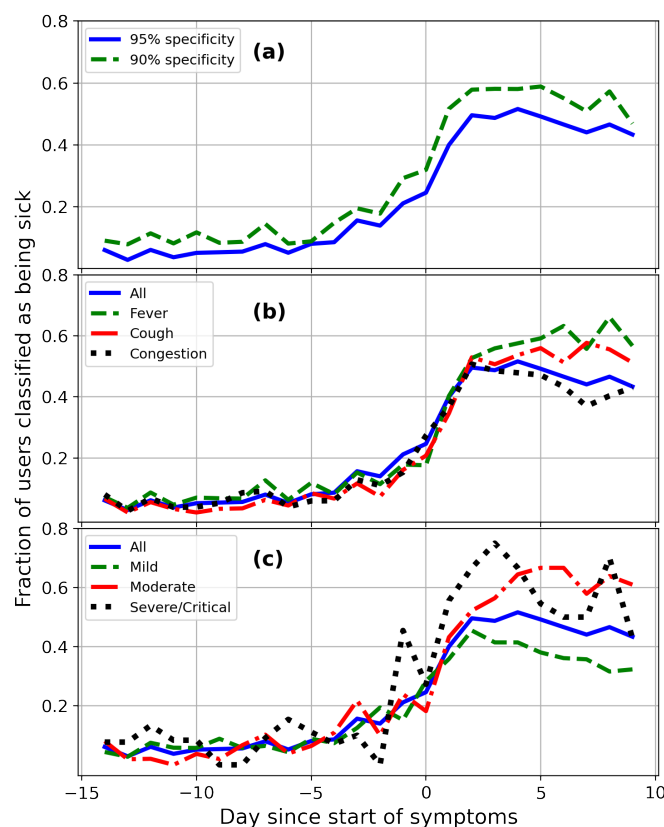 0.8
95% specificity
90% specificity
(a)
0.6
0.4
0.2
0.8
All
Fever
Cough
Congestion
(b)
0.6
0.4
0.2
0.8
All
Mild
Moderate
Severe/Critical
(c)
0.6
0.4
0.2
−15 −10 −5 0 5 10
Day since start of symptoms
Fraction of users classified as being sick